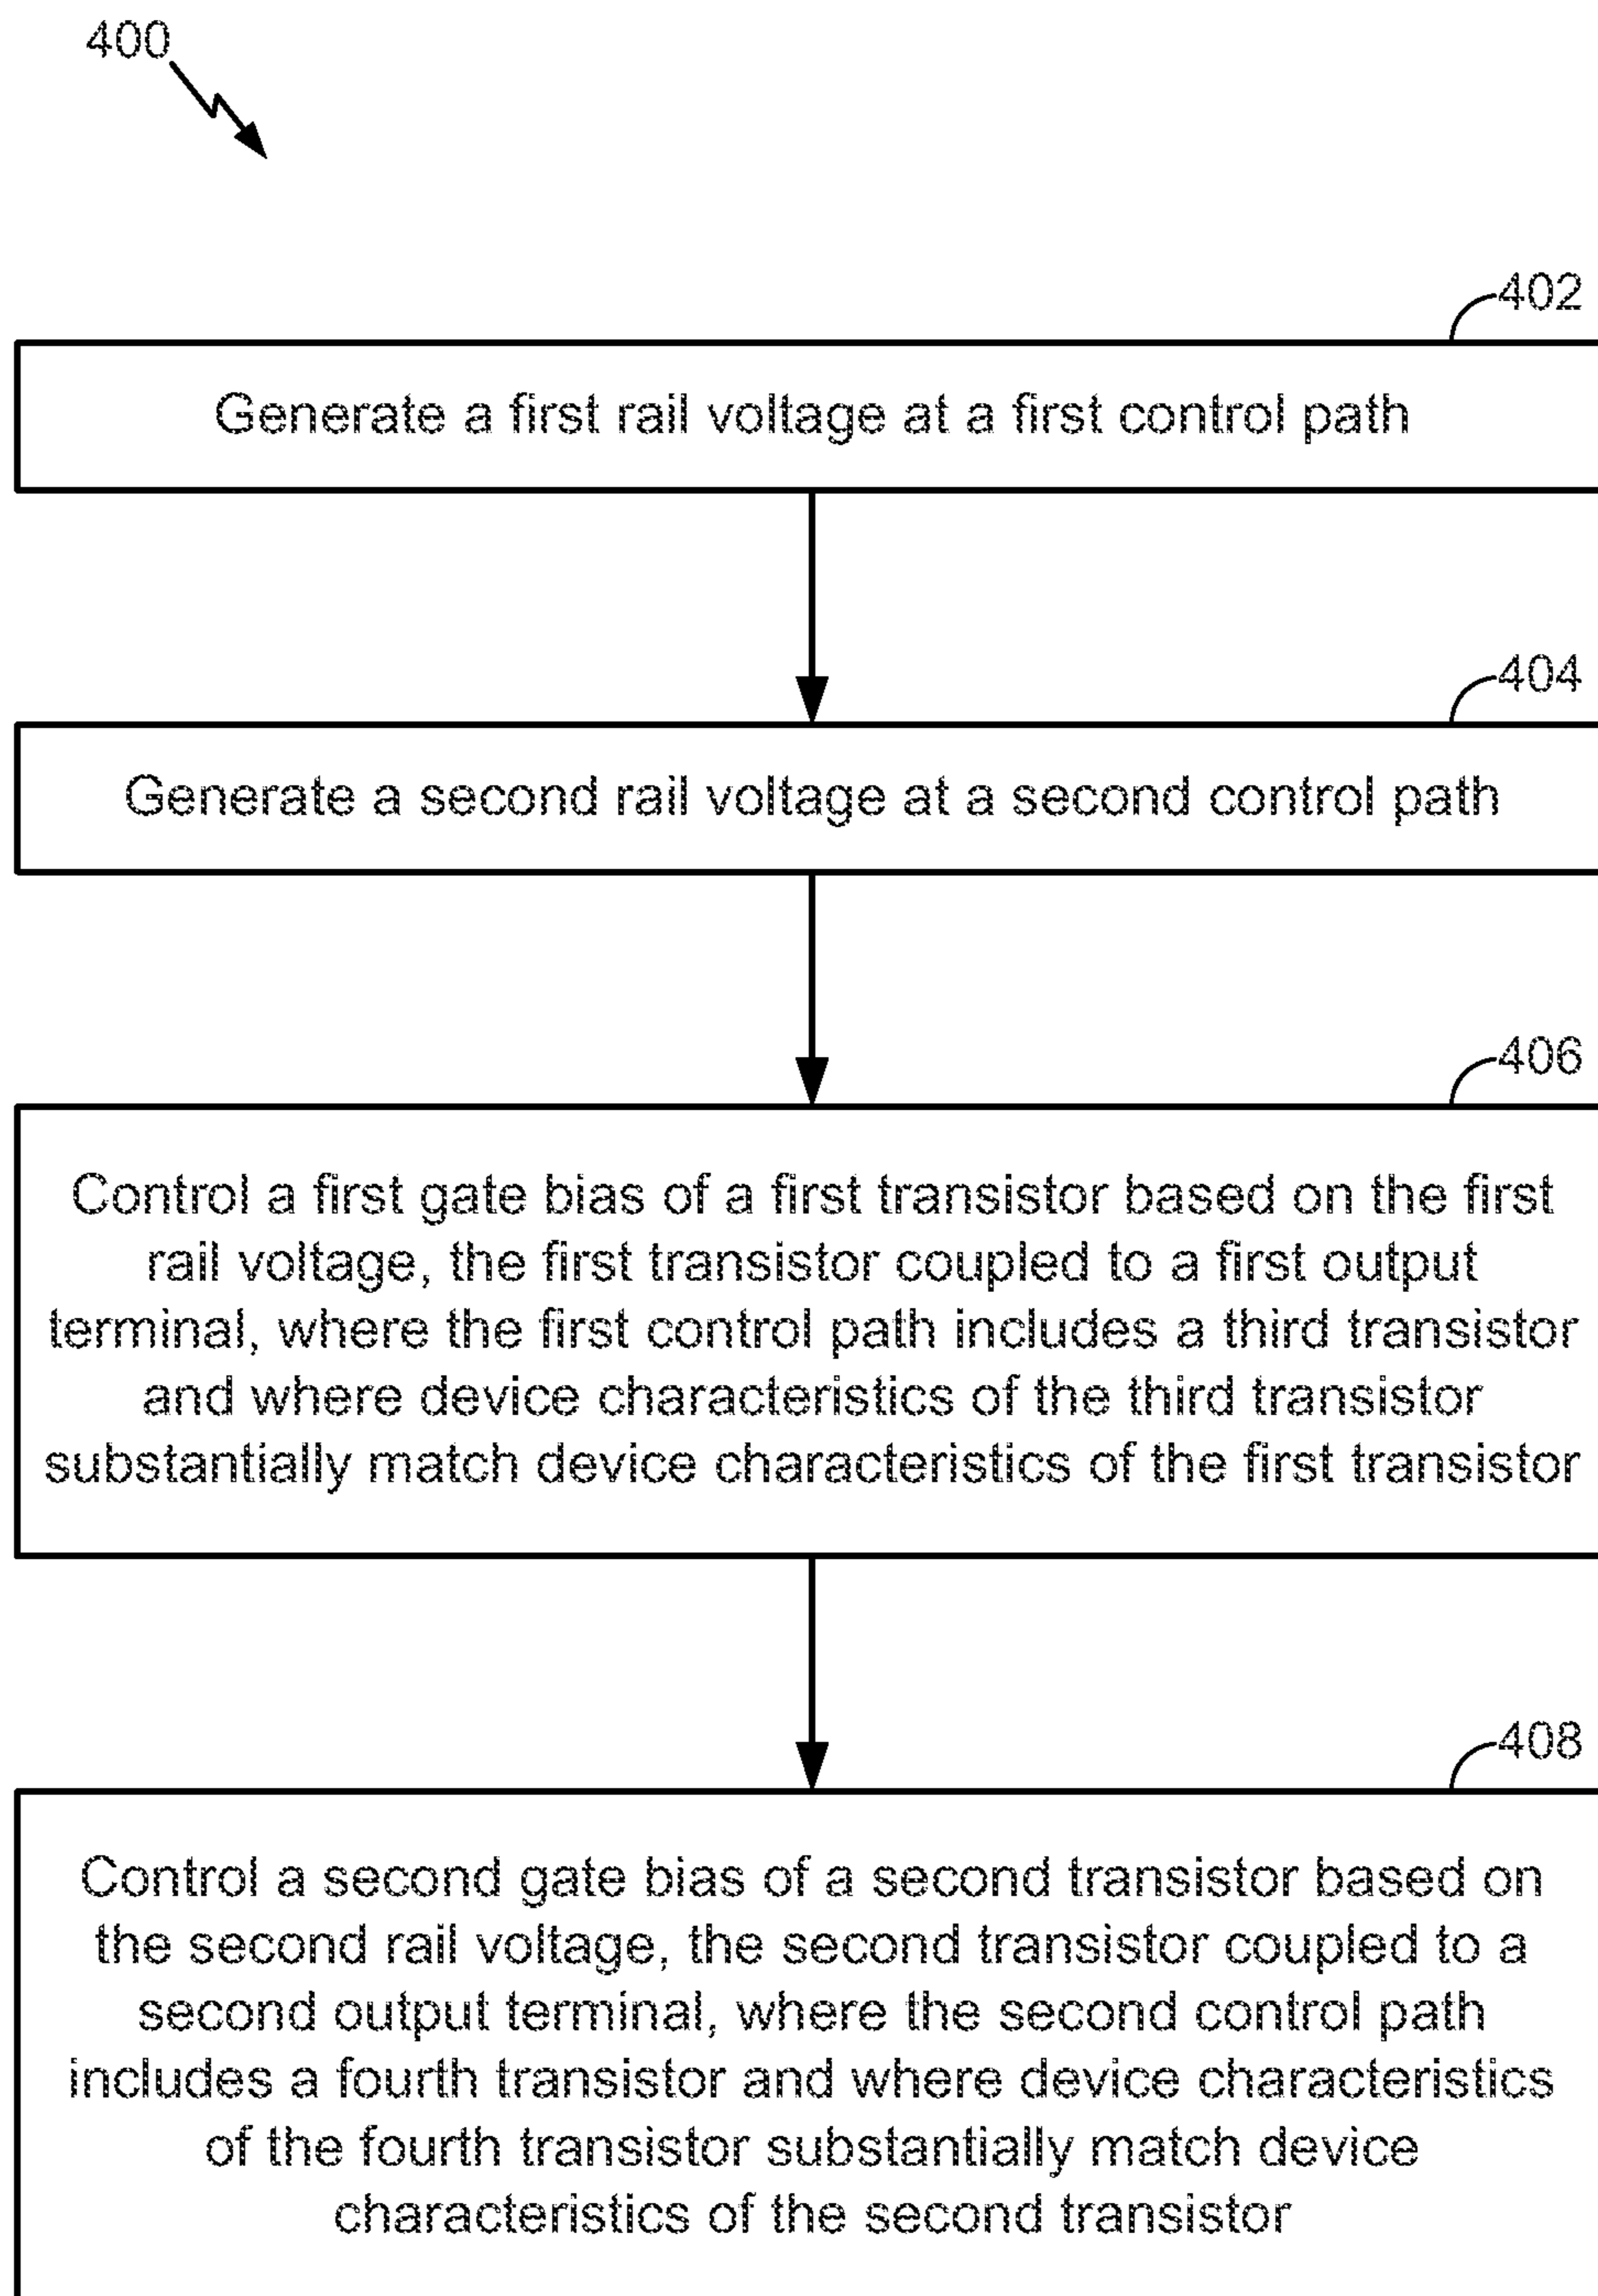 400
402
Generate a first rail voltage at a first control path
404
Generate a second rail voltage at a second control path
406
Control a first gate bias of a first transistor based on the first
rail voltage, the first transistor coupled to a first output
terminal, where the first control path includes a third transistor
and where device characteristics of the third transistor
substantially match device characteristics of the first transistor
408
Control a second gate bias of a second transistor based on
the second rail voltage, the second transistor coupled to a
second output terminal, where the second control path
includes a fourth transistor and where device characteristics
of the fourth transistor substantially match device
characteristics of the second transistor